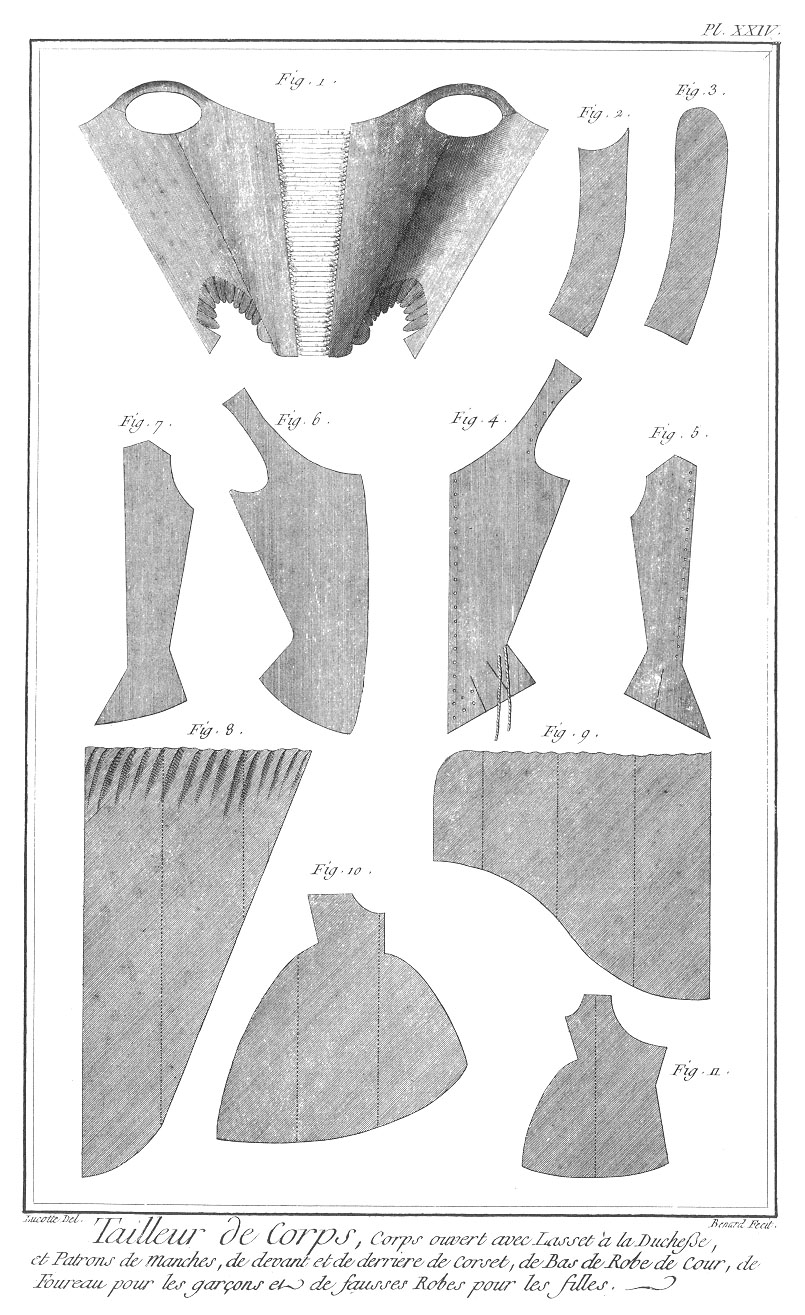 Pl. XXIV.
Fig. 1.
Fig. 2.
Fig. 3.
Fig. 7.
Fig. 6.
Fig. 4.
Fig. 5.
Fig. 8.
Fig. 9.
Fig. 10.
Fig. 11.
Lucotte Del.
Benard Fecit.
Tailleur de Corps, Corps ouvert avec Lasset à la Duchesse,
et Patrons de manches, de devant et de derriere de Corset, de Bas de Robe de Cour, de
Foureau pour les garçons et de fausses Robes pour les filles.